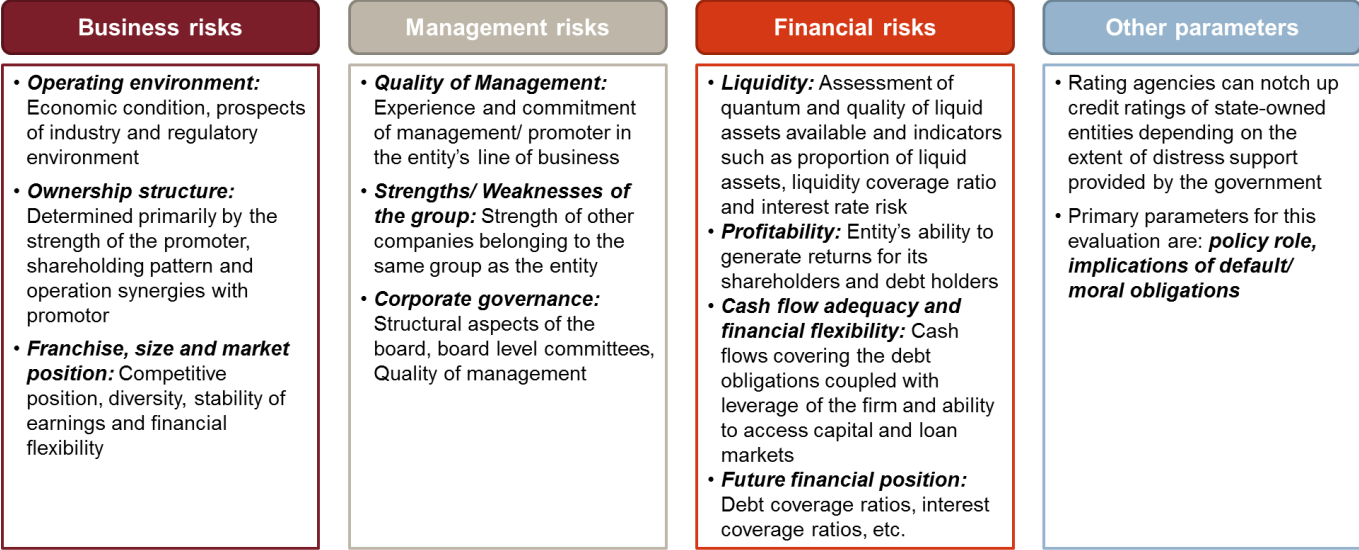 Business risks
• Operating environment:
Economic condition, prospects
of industry and regulatory
environment
• Ownership structure:
Determined primarily by the
strength of the promoter,
shareholding pattern and
operation synergies with
promotor
• Franchise, size and market
position: Competitive
position, diversity, stability of
earnings and financial
flexibility
Management risks
• Quality of Management:
Experience and commitment
of management/ promoter in
the entity's line of business
• Strengths/ Weaknesses of
the group: Strength of other
companies belonging to the
same group as the entity
• Corporate governance:
Structural aspects of the
board, board level committees,
Quality of management
Financial risks
• Liquidity: Assessment of
quantum and quality of liquid
assets available and indicators
such as proportion of liquid
assets, liquidity coverage ratio
and interest rate risk
• Profitability: Entity's ability to
generate returns for its
shareholders and debt holders
• Cash flow adequacy and
financial flexibility: Cash
flows covering the debt
obligations coupled with
leverage of the firm and ability
to access capital and loan
markets
• Future financial position:
Debt coverage ratios, interest
coverage ratios, etc.
Other parameters
• Rating agencies can notch up
credit ratings of state-owned
entities depending on the
extent of distress support
provided by the government
• Primary parameters for this
evaluation are: policy role,
implications of default/
moral obligations